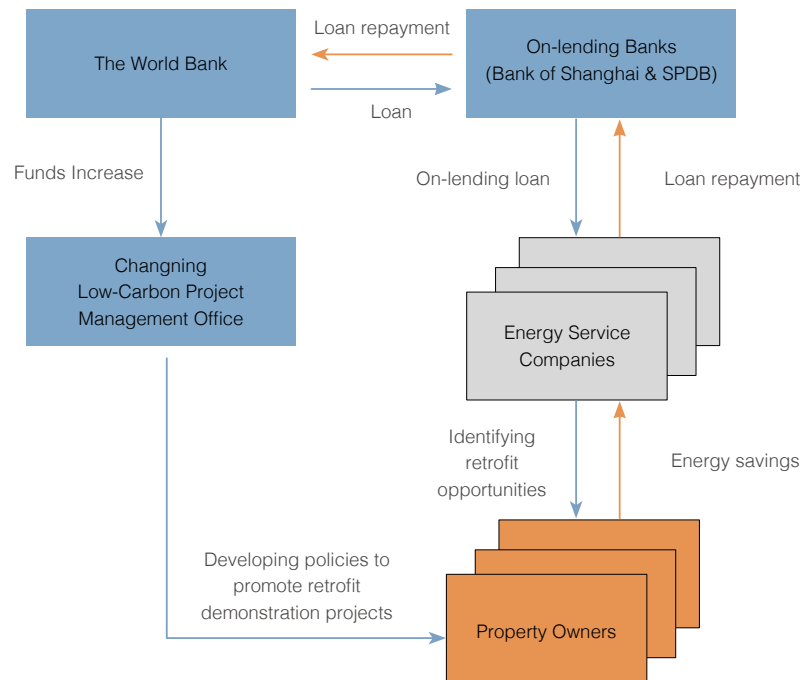 Loan repayment
The World Bank
On-lending Banks
(Bank of Shanghai & SPDB)
Loan
Funds Increase
On-lending loan
Loan repayment
Changning
Low-Carbon Project
Management Office
Energy Service
Companies
Identifying
retrofit
opportunities
Energy savings
Developing policies to
promote retrofit
demonstration projects
Property Owners